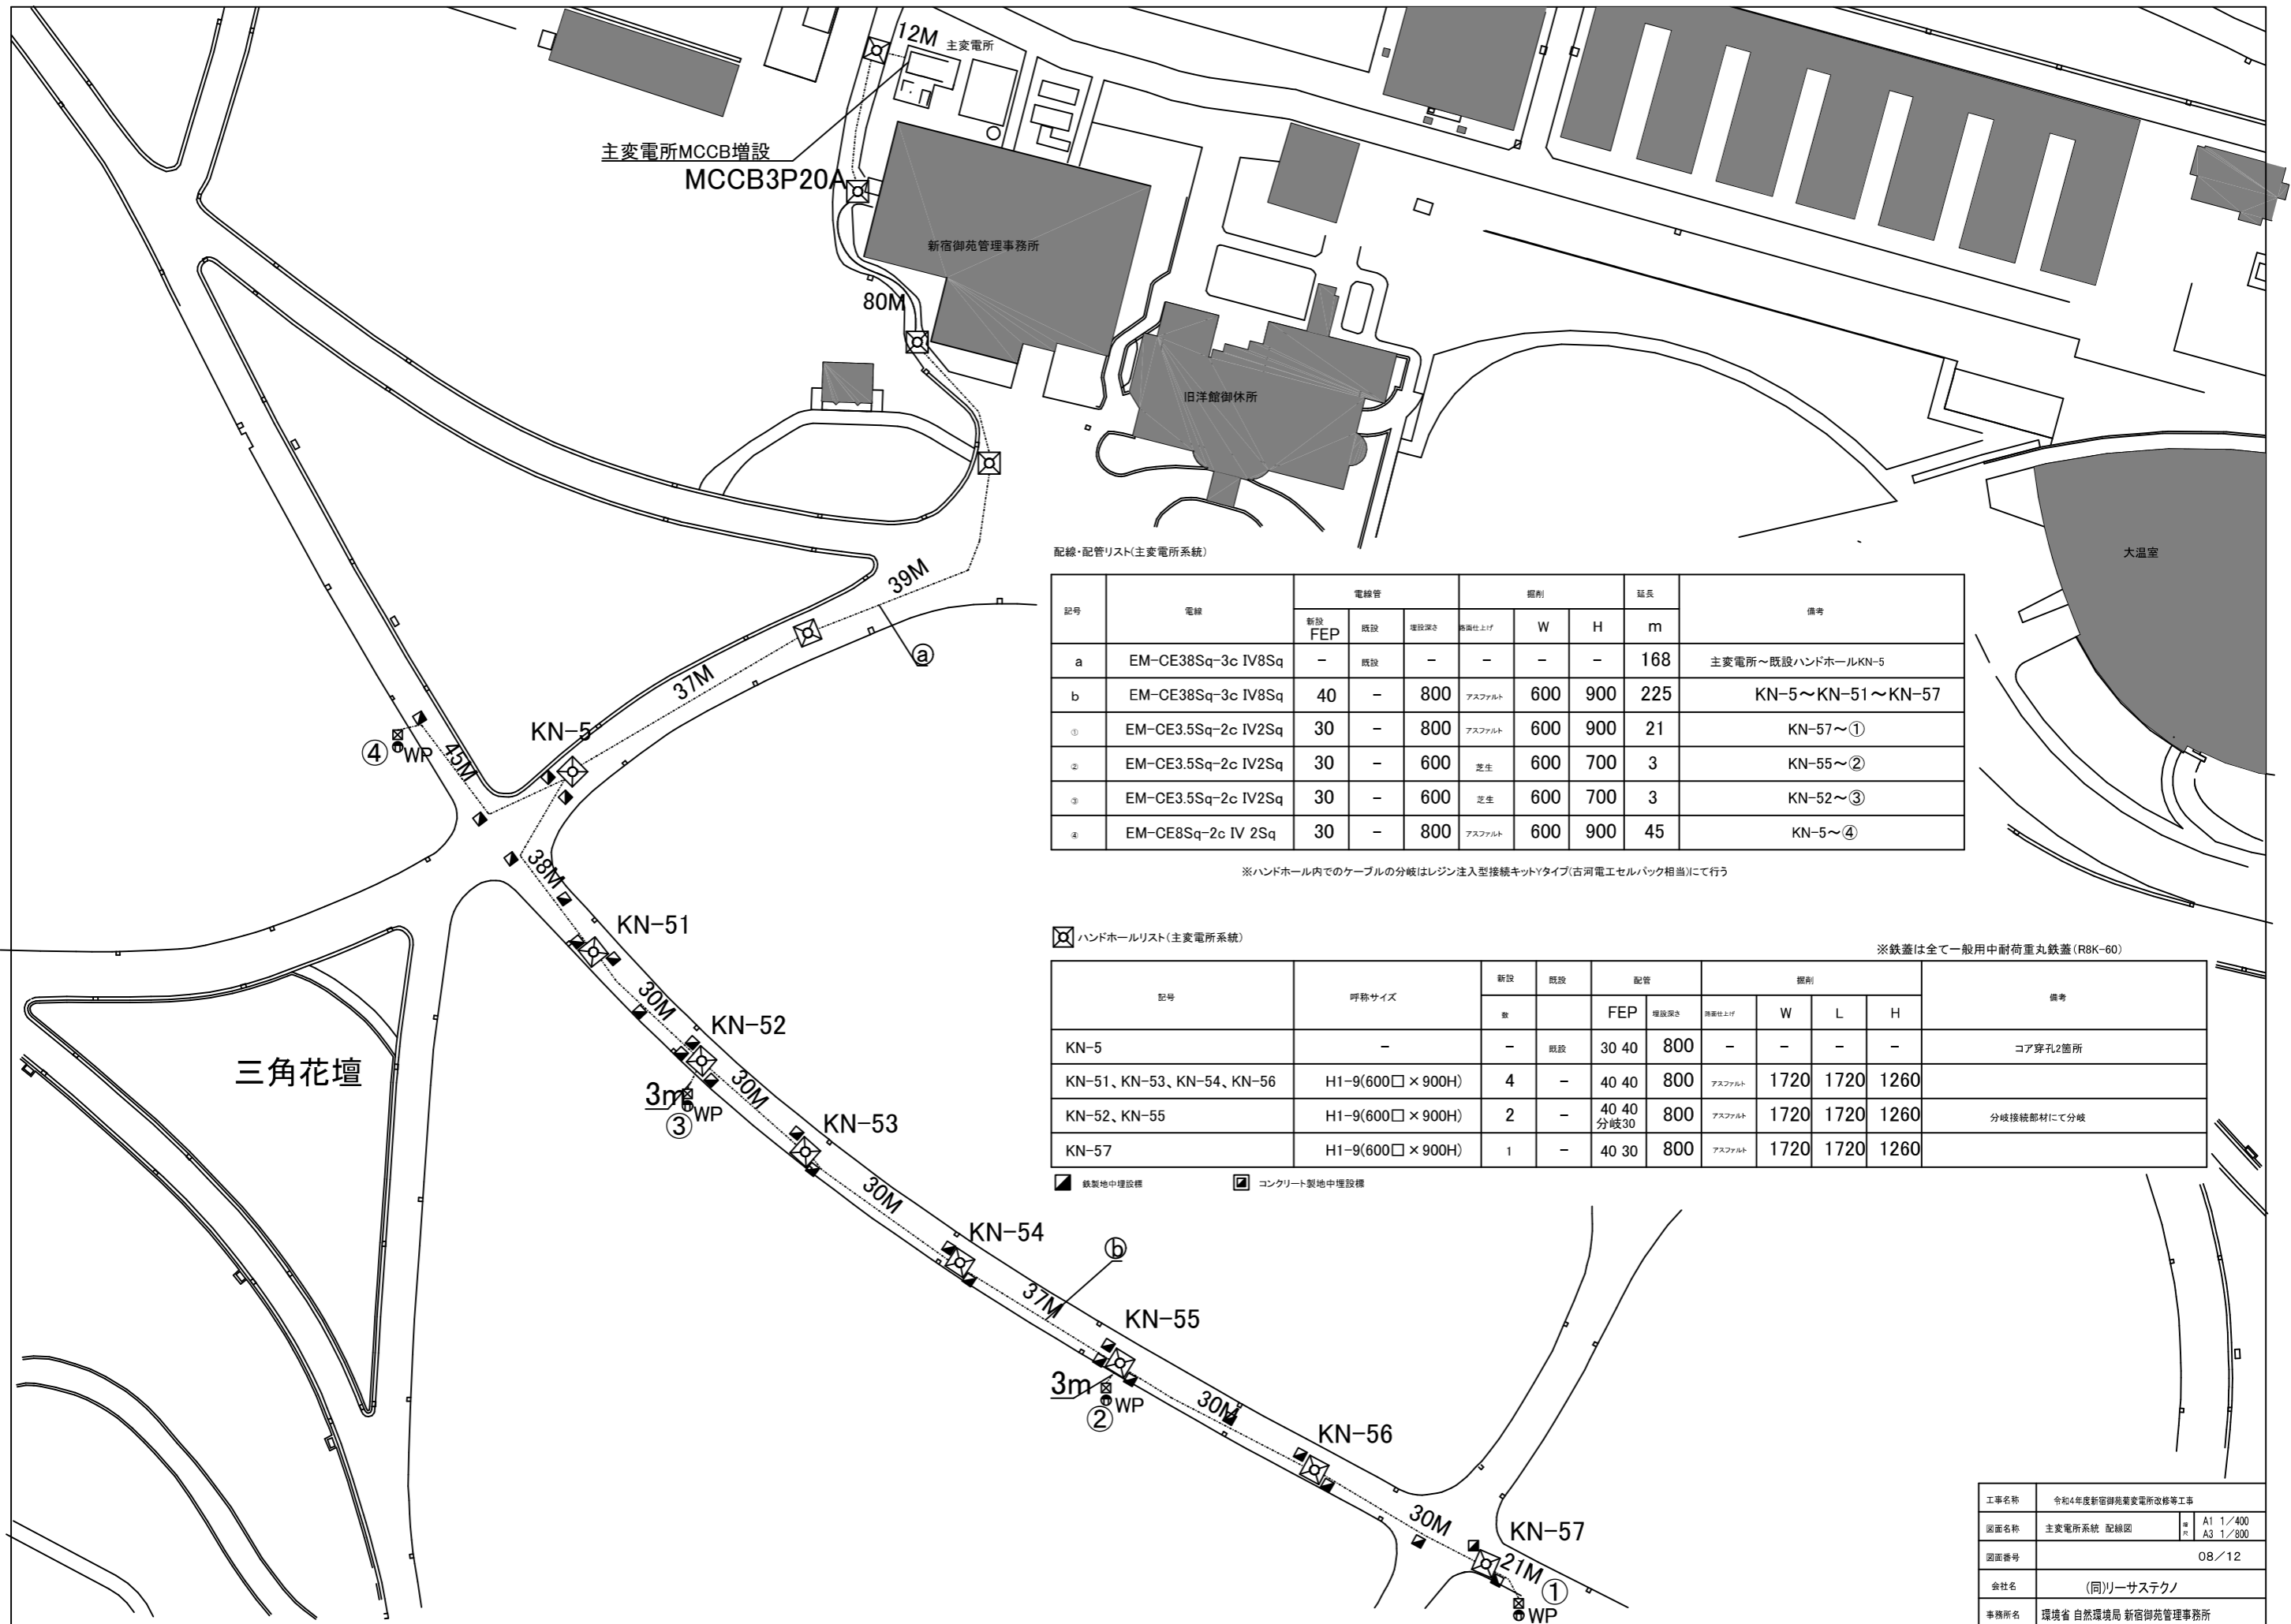 12M
主変電所
主変電所MCCB増設
MCCB3P20A
新宿御苑管理事務所
80M
旧洋館御休所
大温室
39M
ⓐ
37M
KN-5
④ WP
45M
38M
KN-51
30M
KN-52
3m
WP
③
30M
KN-53
30M
KN-54
ⓑ
37M
KN-55
3m
WP
②
30M
KN-56
30M
KN-57
21M
①
WP
三角花壇
配線・配管リスト(主変電所系統)
記号 電線 電線管 掘削 延長 備考
新設 FEP 既設 埋設深さ 路面仕上げ W H m
a EM-CE38Sq-3c IV8Sq - 既設 - - - - 168 主変電所～既設ハンドホールKN-5
b EM-CE38Sq-3c IV8Sq 40 - 800 アスファルト 600 900 225 KN-5～KN-51～KN-57
① EM-CE3.5Sq-2c IV2Sq 30 - 800 アスファルト 600 900 21 KN-57～①
② EM-CE3.5Sq-2c IV2Sq 30 - 600 芝生 600 700 3 KN-55～②
③ EM-CE3.5Sq-2c IV2Sq 30 - 600 芝生 600 700 3 KN-52～③
④ EM-CE8Sq-2c IV 2Sq 30 - 800 アスファルト 600 900 45 KN-5～④
※ハンドホール内でのケーブルの分岐はレジン注入型接続キットYタイプ(古河電工セルパック相当)にて行う
ハンドホールリスト(主変電所系統)
※鉄蓋は全て一般用中耐荷重丸鉄蓋(R8K-60)
記号 呼称サイズ 新設 既設 配管 掘削 備考
数 FEP 埋設深さ 路面仕上げ W L H
KN-5 - - 既設 30 40 800 - - - - コア穿孔2箇所
KN-51、KN-53、KN-54、KN-56 H1-9(600□×900H) 4 - 40 40 800 アスファルト 1720 1720 1260
KN-52、KN-55 H1-9(600□×900H) 2 - 40 40 分岐30 800 アスファルト 1720 1720 1260 分岐接続部材にて分岐
KN-57 H1-9(600□×900H) 1 - 40 30 800 アスファルト 1720 1720 1260
鉄製地中埋設標 コンクリート製地中埋設標
工事名称 令和4年度新宿御苑菊変電所改修等工事
図面名称 主変電所系統 配線図 縮尺 A1 1/400 A3 1/800
図面番号 08/12
会社名 (同)リーサステクノ
事務所名 環境省 自然環境局 新宿御苑管理事務所